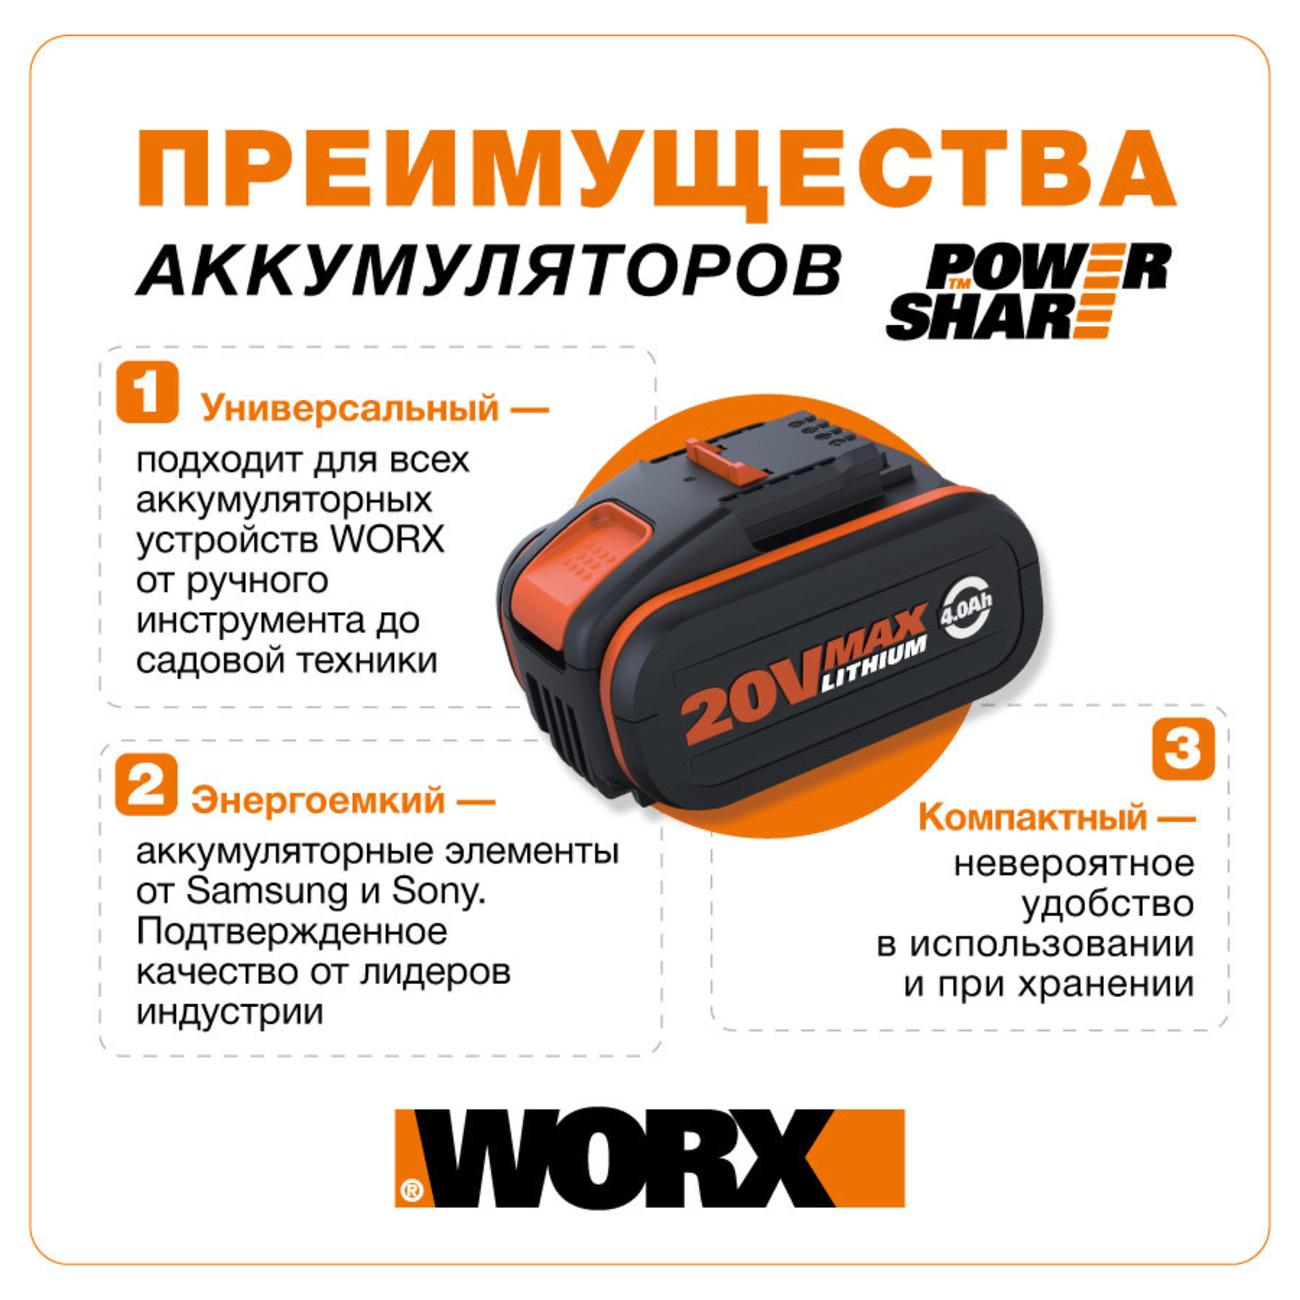 ПРЕИМУЩЕСТВА
АККУМУЛЯТОРОВ
POWER
™
SHARE
1
Универсальный —
подходит для всех
аккумуляторных
устройств WORX
от ручного
инструмента до
садовой техники
20V MAX
LITHIUM
4.0Ah
2
Энергоемкий —
аккумуляторные элементы
от Samsung и Sony.
Подтвержденное
качество от лидеров
индустрии
3
Компактный —
невероятное
удобство
в использовании
и при хранении
®WORX